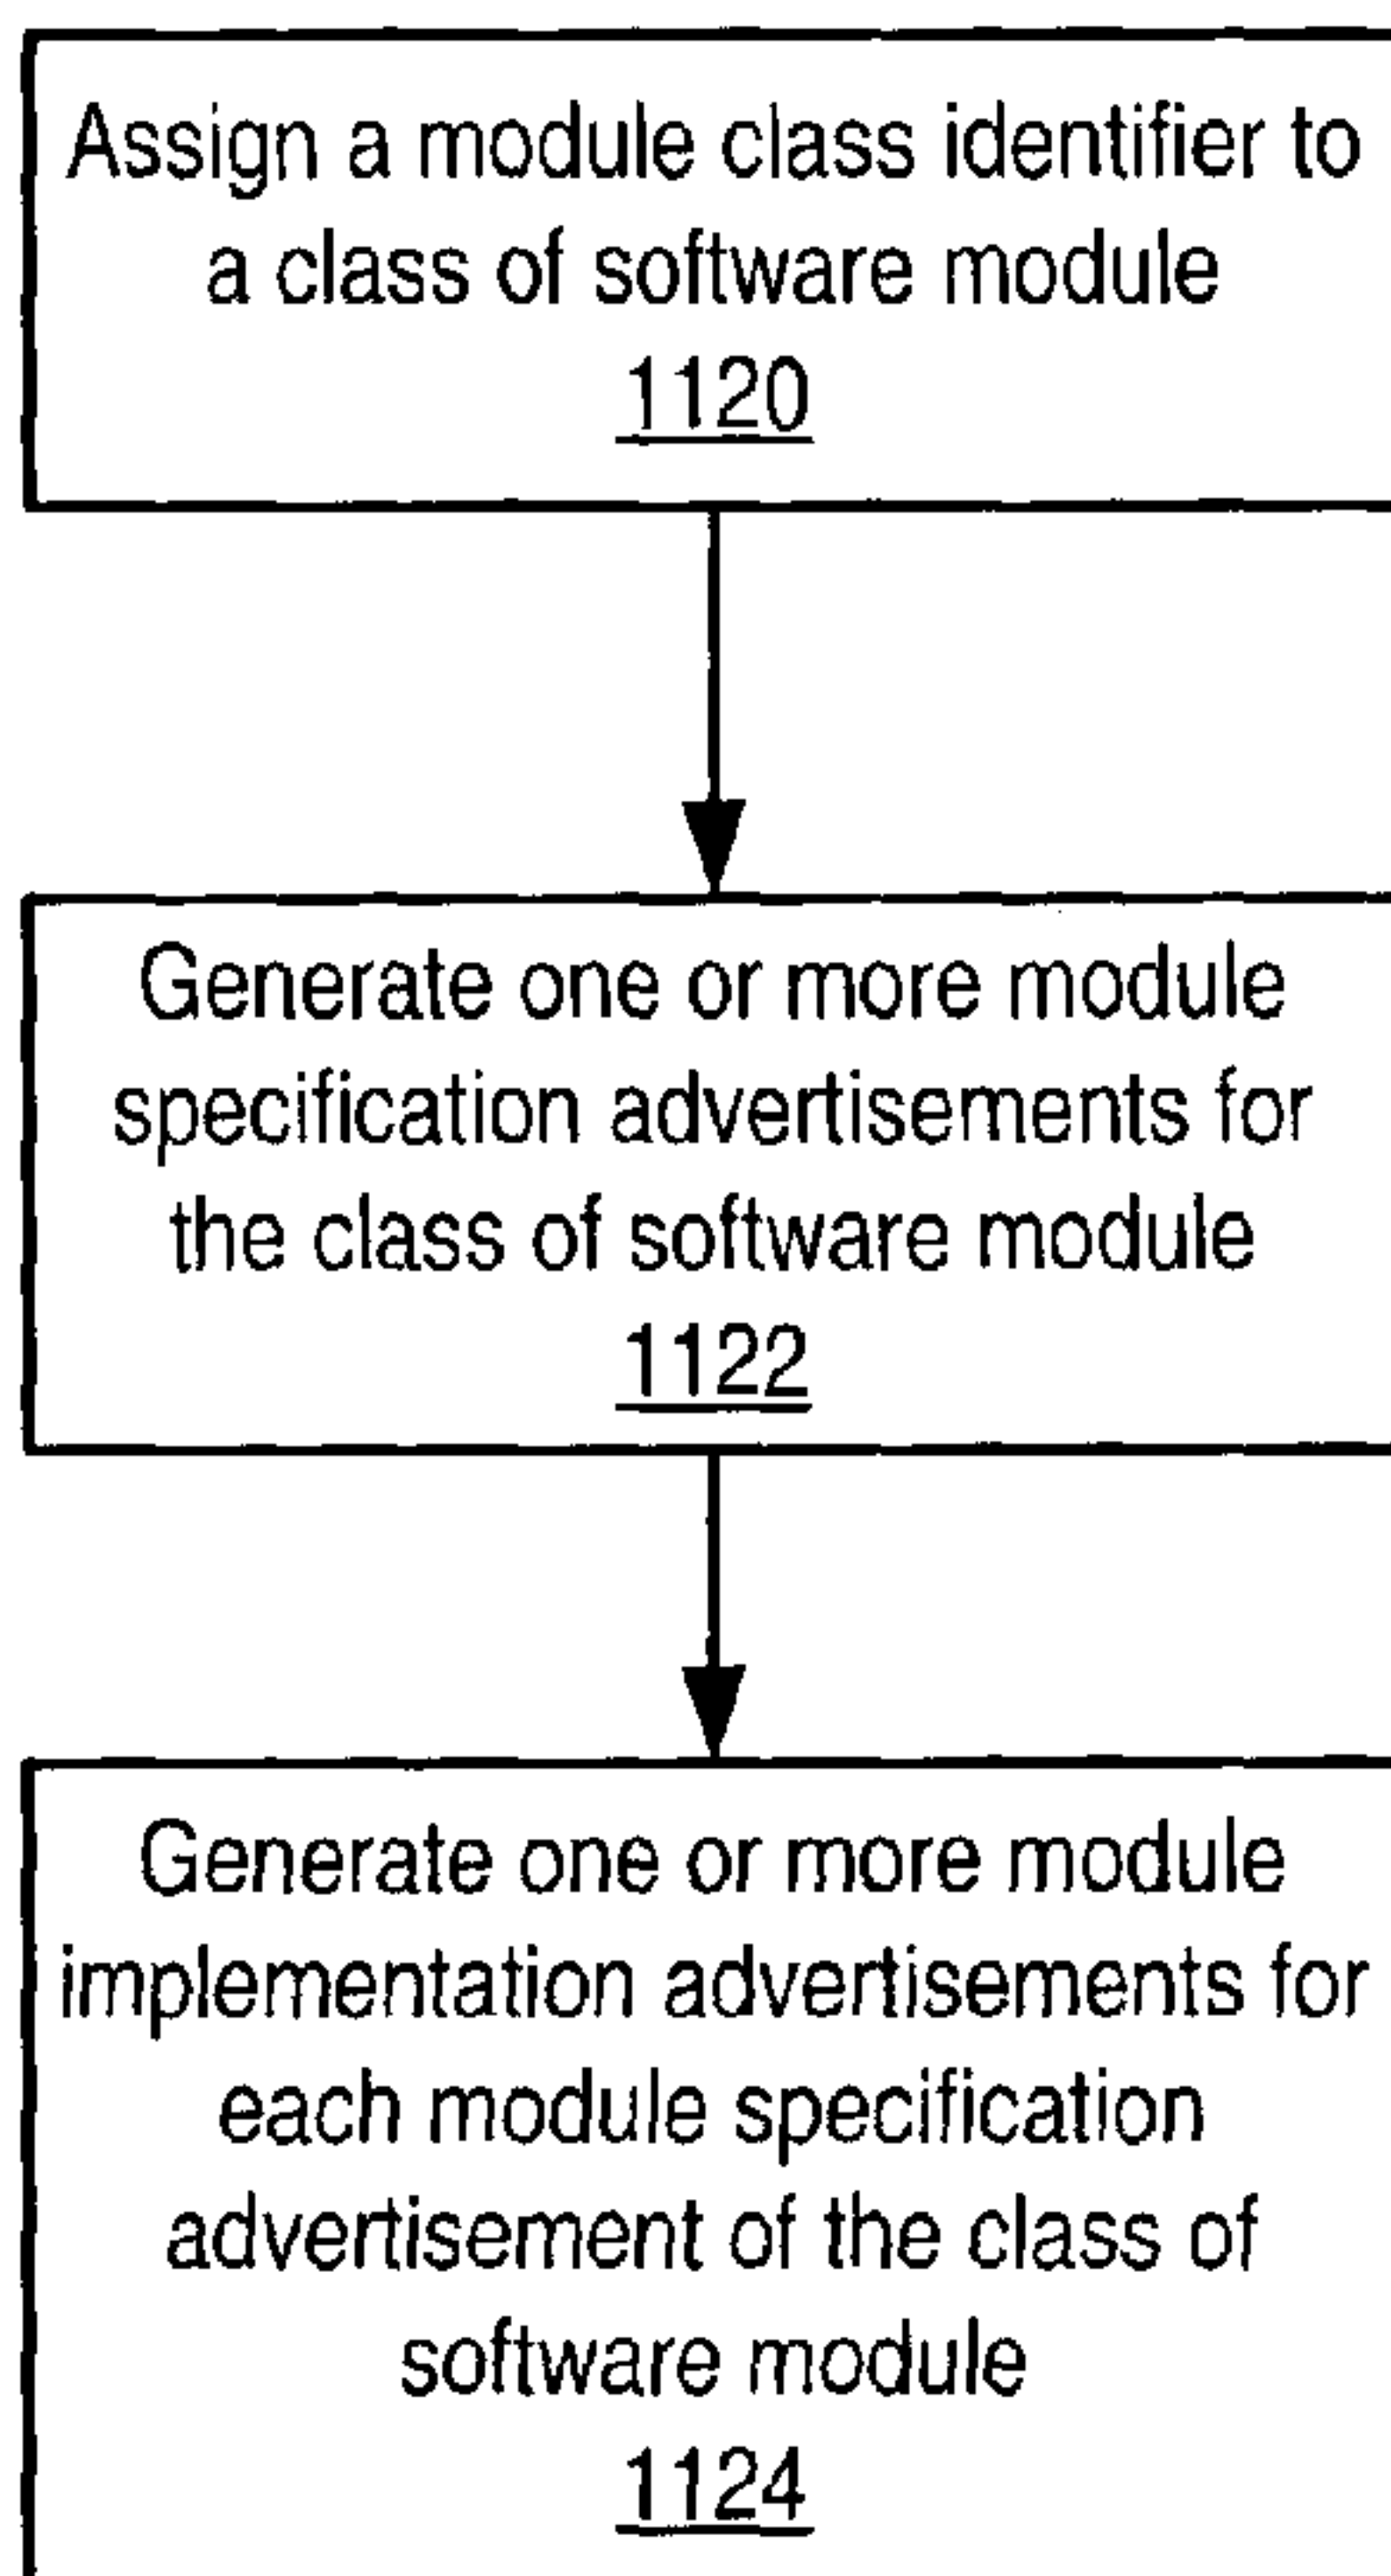 Assign a module class identifier to
a class of software module
1120
Generate one or more module
specification advertisements for
the class of software module
1122
Generate one or more module
implementation advertisements for
each module specification
advertisement of the class of
software module
1124